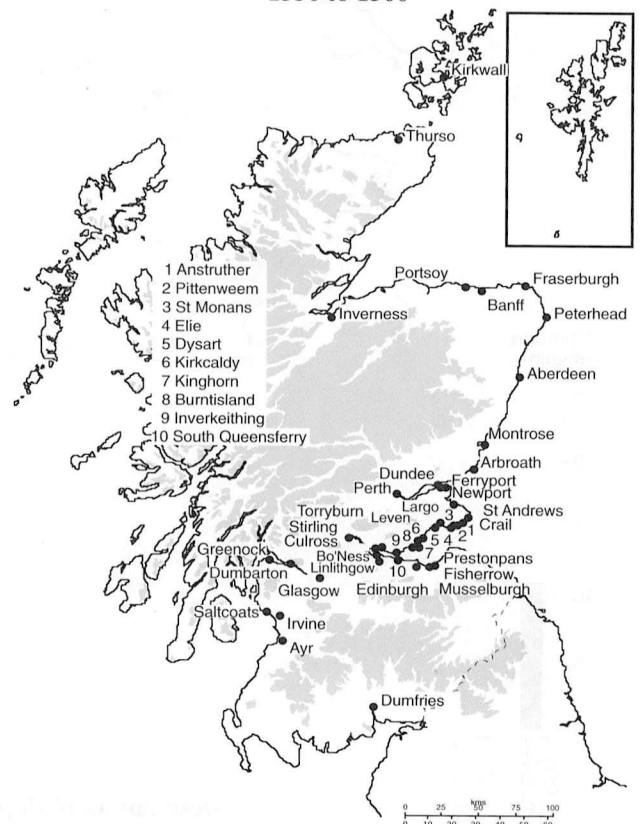 Kirkwall
Thurso
1 Anstruther
2 Pittenweem
3 St Monans
4 Elie
5 Dysart
6 Kirkcaldy
7 Kinghorn
8 Burntisland
9 Inverkeithing
10 South Queensferry
Portsoy
Fraserburgh
Banff
Inverness
Peterhead
Aberdeen
Montrose
Arbroath
Dundee
Ferryport
Perth
Newport
Largo
3
St Andrews
Torryburn
Leven
Crail
Stirling
6
2 1
Culross
9 8 5 4
Greenock
Bo'Ness
7
Prestonpans
Dumbarton
Linlithgow
10
Fisherrow
Glasgow
Edinburgh
Musselburgh
Saltcoats
Irvine
Ayr
Dumfries
kms
0 25 50 75 100